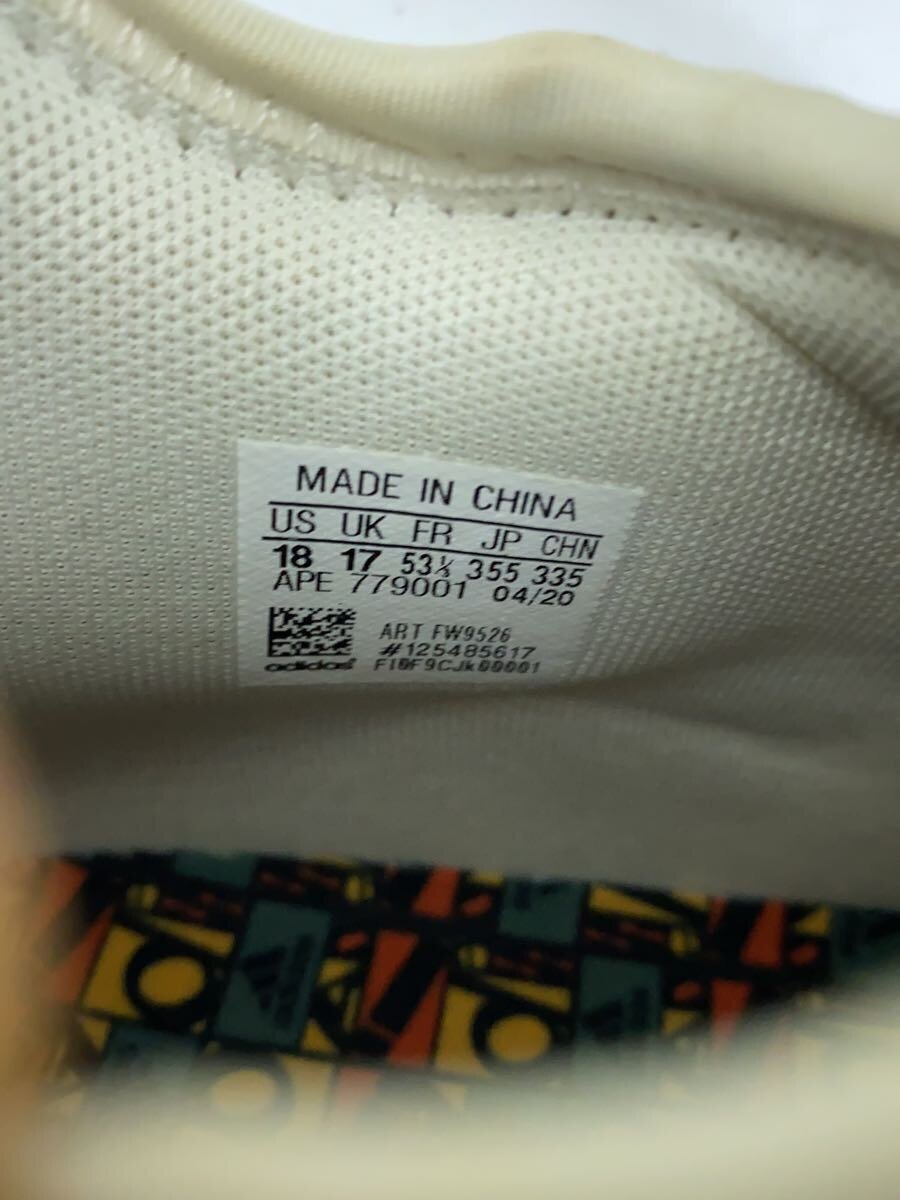 MADE IN CHINA
US UK FR JP CHN
18 17 53⅓ 355 335
APE 779001 04/20
ART FW9526
#125485617
adidas F10F9CJk00001